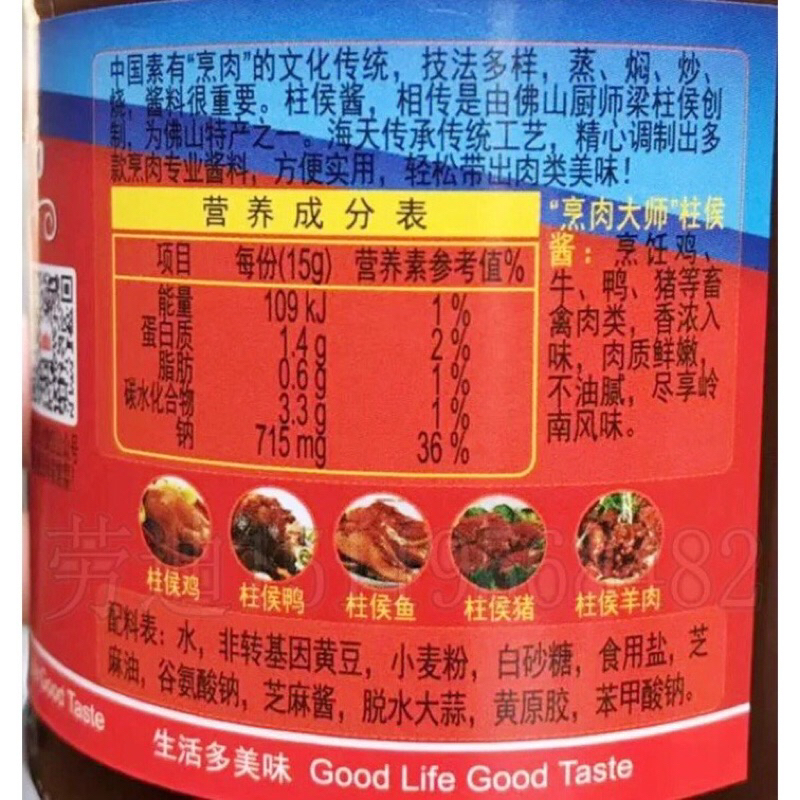 中国素有“烹肉”的文化传统，技法多样，蒸、焖、炒、
烧，酱料很重要。柱侯酱，相传是由佛山厨师梁柱侯创
制，为佛山特产之一。海天传承传统工艺，精心调制出多
款烹肉专业酱料，方便实用，轻松带出肉类美味！
营养成分表
项目 每份(15g) 营养素参考值%
能量 109 kJ 1%
蛋白质 1.4 g 2%
脂肪 0.6 g 1%
碳水化合物 3.3 g 1%
钠 715 mg 36%
“烹肉大师”柱侯
酱：烹饪鸡、
牛、鸭、猪等畜
禽肉类，香浓入
味，肉质鲜嫩，
不油腻，尽享岭
南风味。
柱侯鸡 柱侯鸭 柱侯鱼 柱侯猪 柱侯羊肉
配料表：水，非转基因黄豆，小麦粉，白砂糖，食用盐，芝
麻油，谷氨酸钠，芝麻酱，脱水大蒜，黄原胶，苯甲酸钠。
Good Taste
生活多美味 Good Life Good Taste